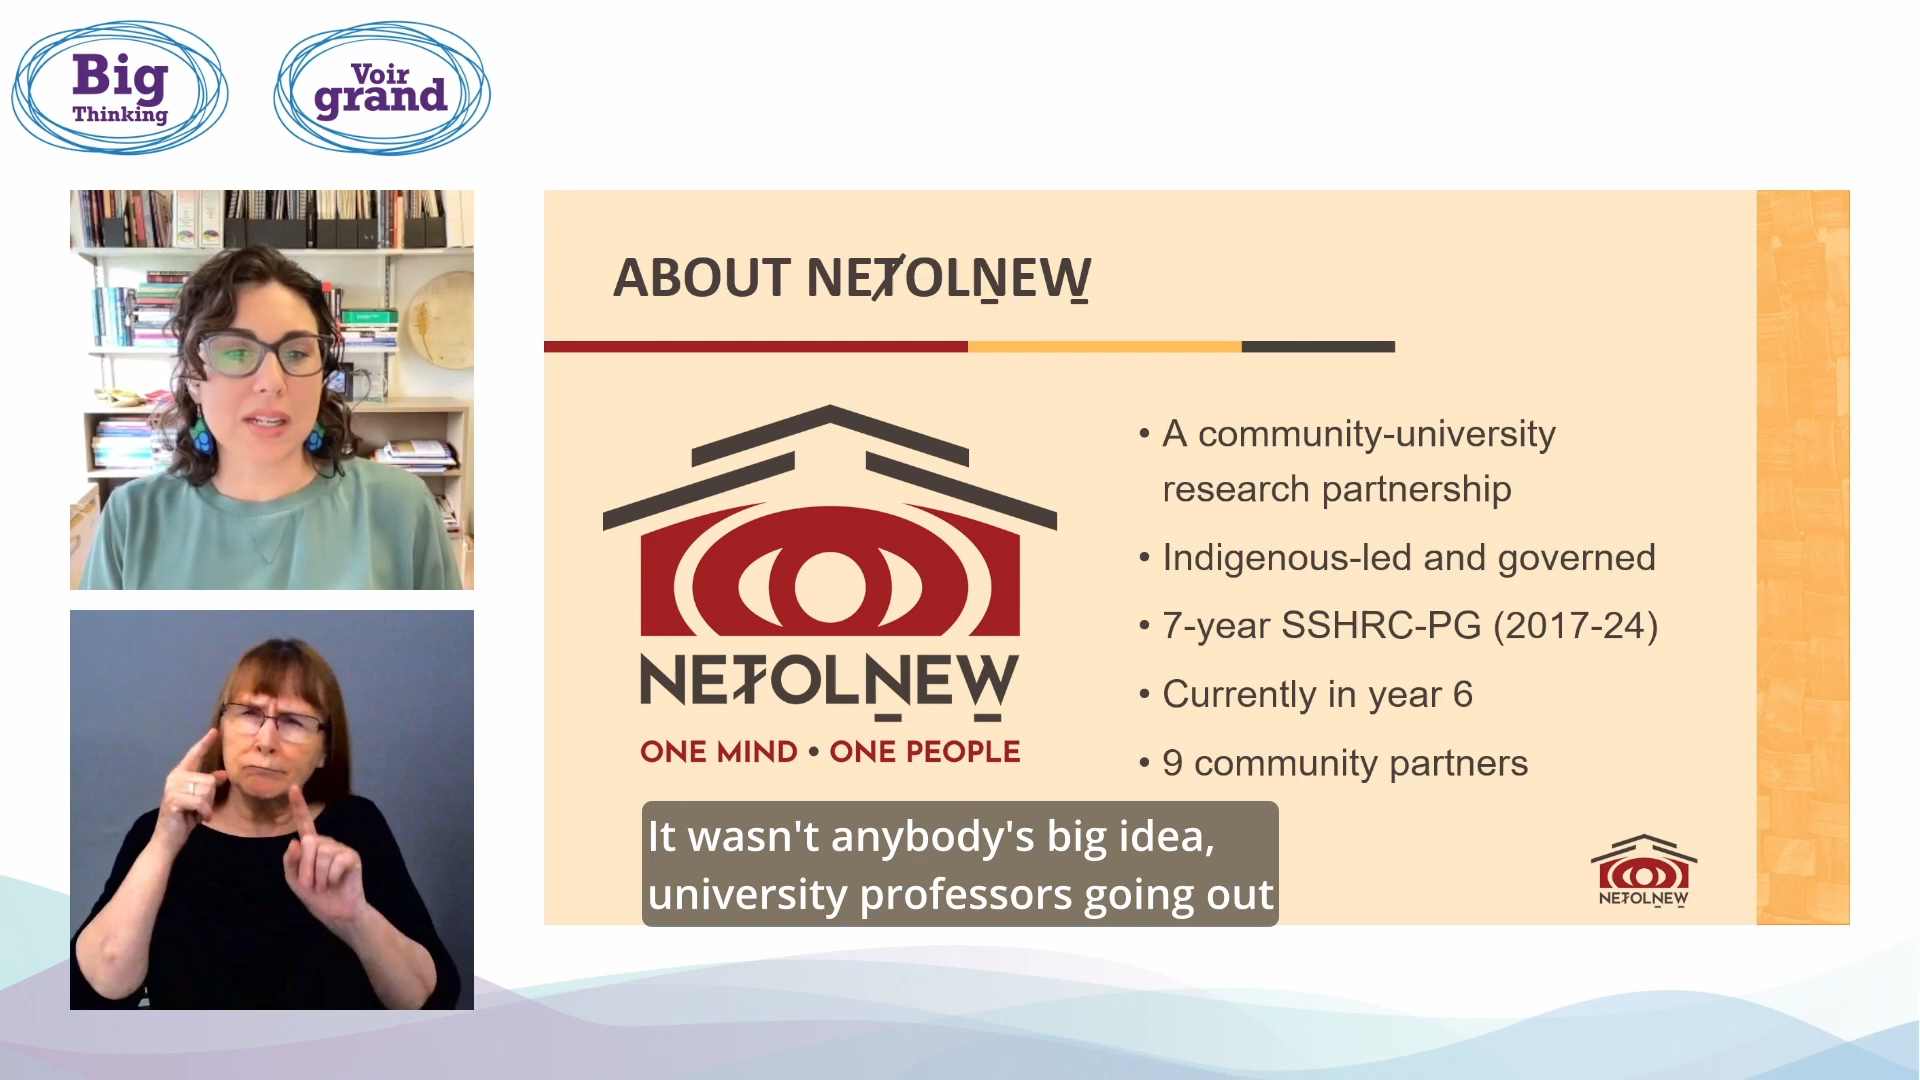 Big
Thinking
Voir
grand
ABOUT NEȾOLṈEW̱
NEȾOLṈEW̱
ONE MIND • ONE PEOPLE
• A community-university
research partnership
• Indigenous-led and governed
• 7-year SSHRC-PG (2017-24)
• Currently in year 6
• 9 community partners
It wasn't anybody's big idea,
university professors going out
NEȾOLṈEW̱